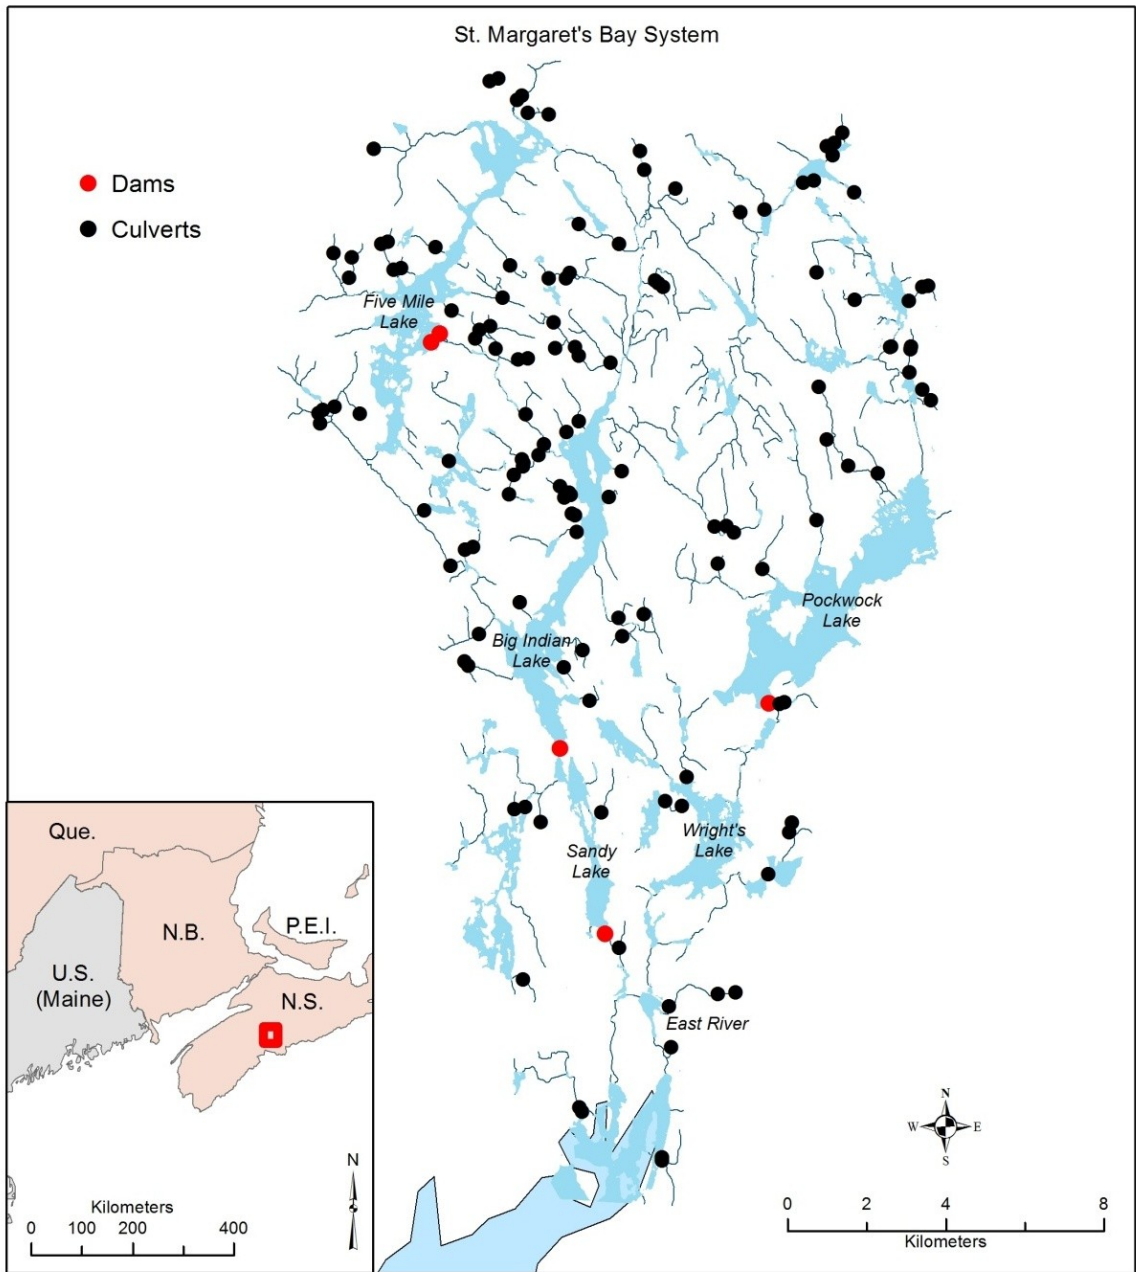 St. Margaret's Bay System
Dams
Culverts
Five Mile
Lake
Pockwock
Lake
Big Indian
Lake
Wright's
Lake
Sandy
Lake
East River
Que.
N.B.
P.E.I.
U.S.
(Maine)
N.S.
N
Kilometers
0 100 200 400
N
W E
S
0 2 4 8
Kilometers